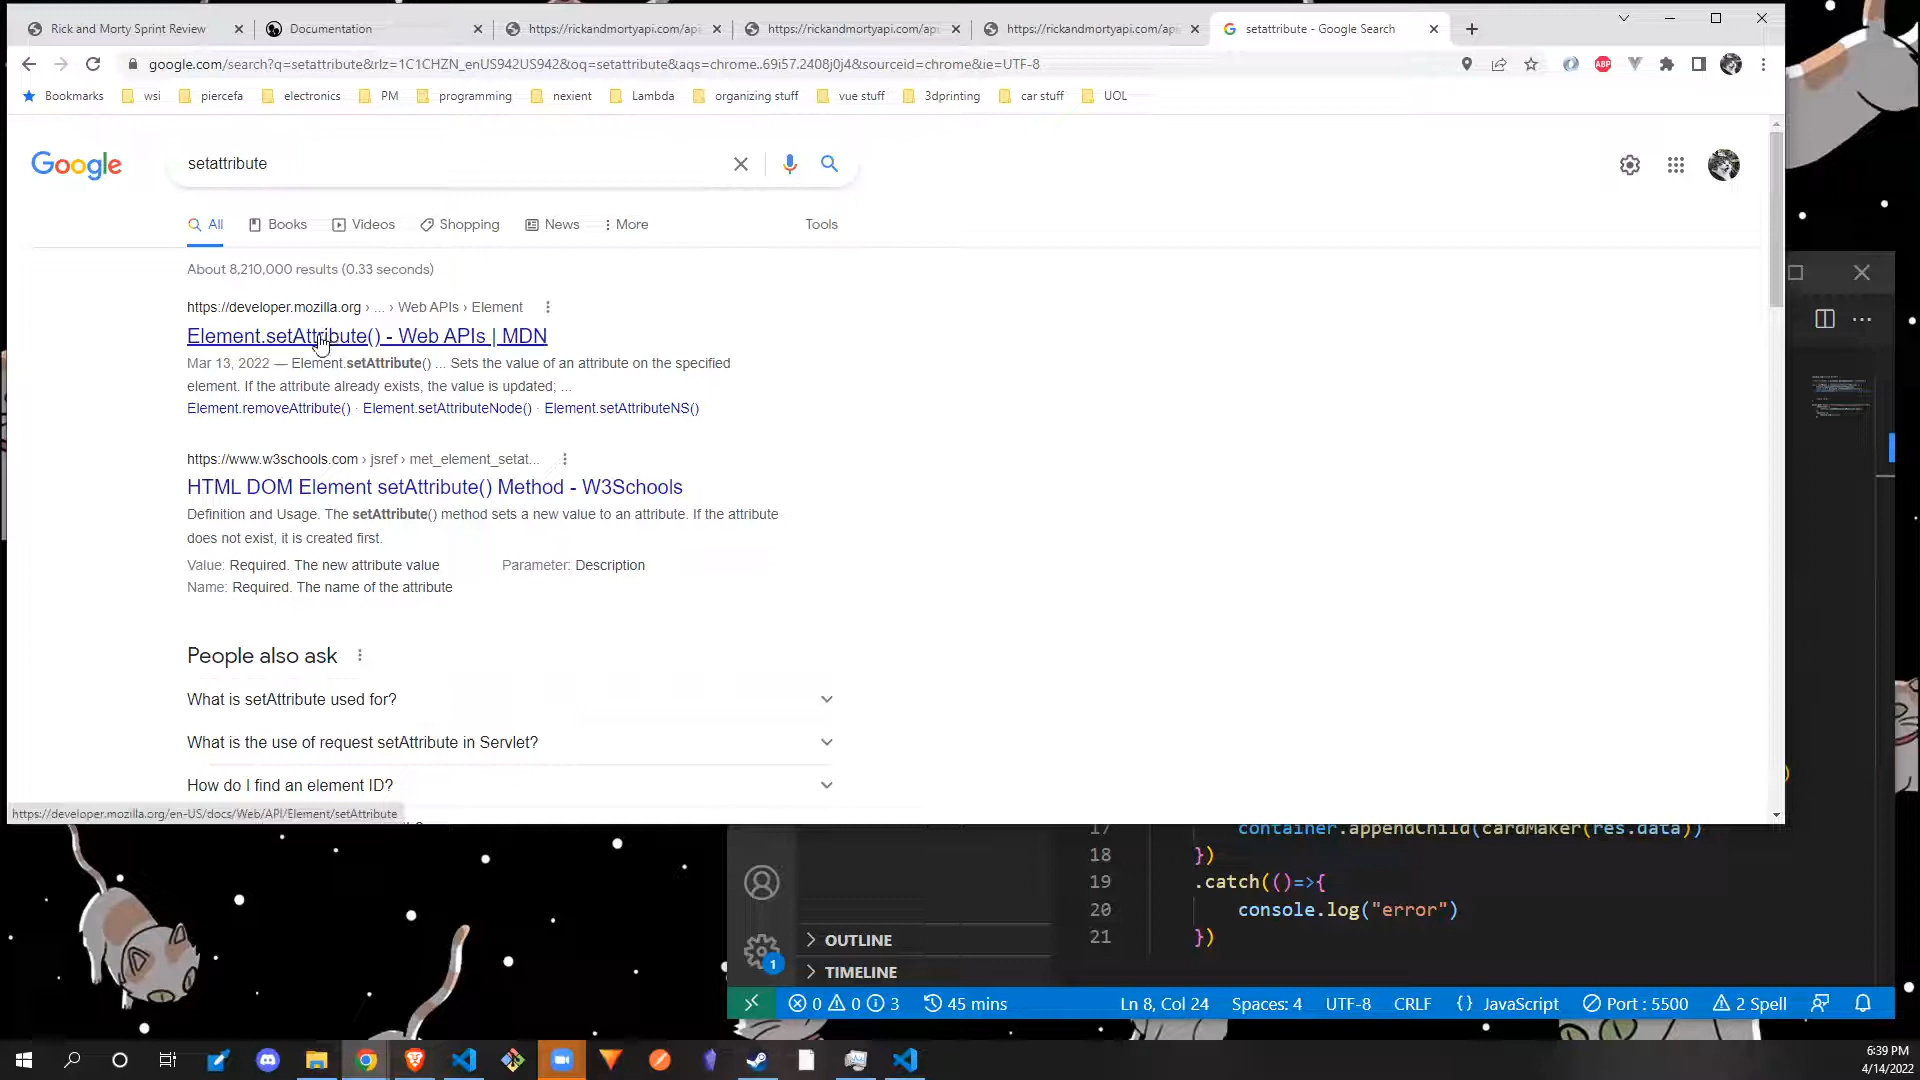 Rick and Morty Sprint Review
Documentation
https://rickandmortyapi.com/api
https://rickandmortyapi.com/api
https://rickandmortyapi.com/api
setattribute - Google Search
google.com/search?q=setattribute&rlz=1C1CHZN_enUS942US942&oq=setattribute&aqs=chrome..69i57.2408j0j4&sourceid=chrome&ie=UTF-8
ABP
Bookmarks
wsi
piercefa
electronics
PM
programming
nexient
Lambda
organizing stuff
vue stuff
3dprinting
car stuff
UOL
Google
setattribute
All
Books
Videos
Shopping
News
More
Tools
About 8,210,000 results (0.33 seconds)
https://developer.mozilla.org › ... › Web APIs › Element
Element.setAttribute() - Web APIs | MDN
Mar 13, 2022 — Element.setAttribute() ... Sets the value of an attribute on the specified
element. If the attribute already exists, the value is updated; ...
Element.removeAttribute() · Element.setAttributeNode() · Element.setAttributeNS()
https://www.w3schools.com › jsref › met_element_setat...
HTML DOM Element setAttribute() Method - W3Schools
Definition and Usage. The setAttribute() method sets a new value to an attribute. If the attribute
does not exist, it is created first.
Value: Required. The new attribute value
Parameter: Description
Name: Required. The name of the attribute
People also ask
What is setAttribute used for?
What is the use of request setAttribute in Servlet?
How do I find an element ID?
https://developer.mozilla.org/en-US/docs/Web/API/Element/setAttribute
17 container.appendChild(cardMaker(res.data))
18 })
19 .catch(()=>{
20 console.log("error")
21 })
OUTLINE
TIMELINE
1
0 0 3
45 mins
Ln 8, Col 24
Spaces: 4
UTF-8
CRLF
{} JavaScript
Port : 5500
2 Spell
6:39 PM
4/14/2022